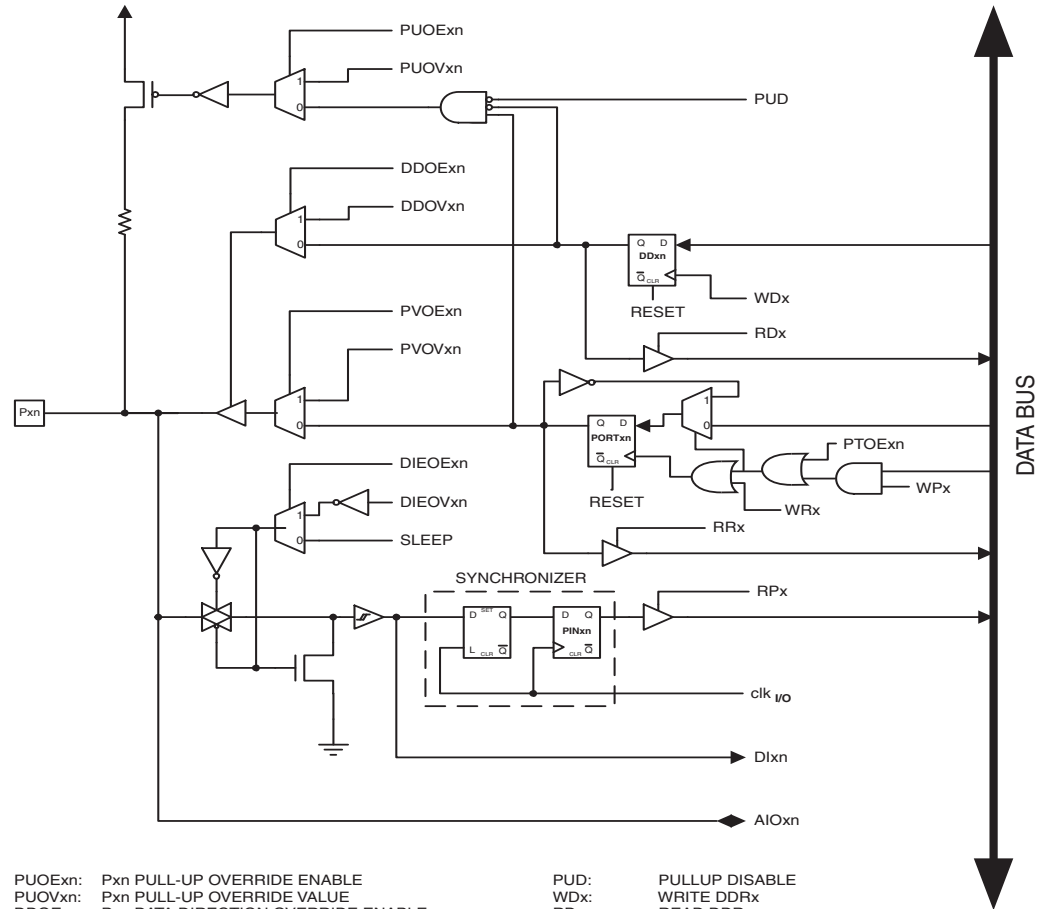 PUOExn
PUOVxn
1
0
PUD
DDOExn
DDOVxn
1
0
Q D
DDxn
Q CLR
WDx
RESET
RDx
PVOExn
PVOVxn
1
0
Pxn
1
0
Q D
PORTxn
Q CLR
RESET
PTOExn
WPx
WRx
DATA BUS
DIEOExn
DIEOVxn
1
0
SLEEP
RRx
SYNCHRONIZER
RPx
D SET Q
L CLR Q
D Q
PINxn
CLR Q
clk I/O
DIxn
AIOxn
PUOExn: Pxn PULL-UP OVERRIDE ENABLE
PUD: PULLUP DISABLE
PUOVxn: Pxn PULL-UP OVERRIDE VALUE
WDx: WRITE DDRx